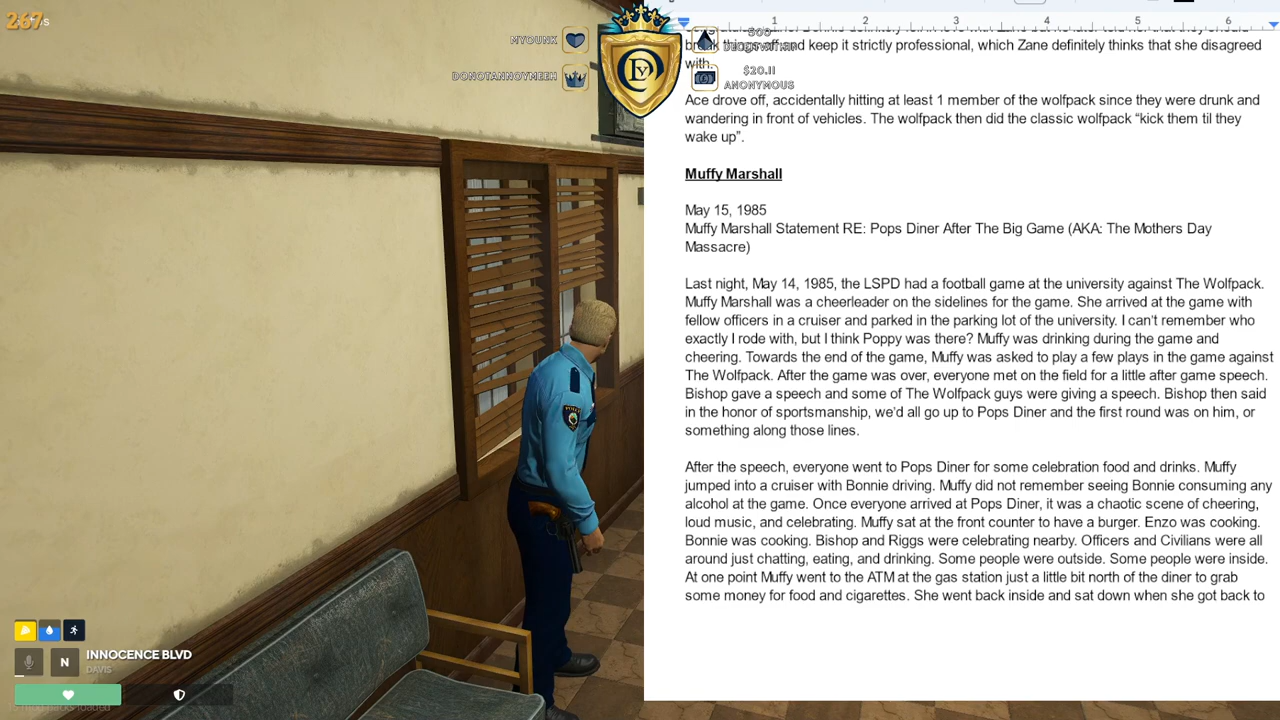 267
MYOUNK
DONOTANNOYMEEH
500
$20.11
ANONYMOUS
1 2 3 4 5 6
break things off and keep it strictly professional, which Zane definitely thinks that she disagreed
with.
Ace drove off, accidentally hitting at least 1 member of the wolfpack since they were drunk and
wandering in front of vehicles. The wolfpack then did the classic wolfpack “kick them til they
wake up”.
Muffy Marshall
May 15, 1985
Muffy Marshall Statement RE: Pops Diner After The Big Game (AKA: The Mothers Day
Massacre)
Last night, May 14, 1985, the LSPD had a football game at the university against The Wolfpack.
Muffy Marshall was a cheerleader on the sidelines for the game. She arrived at the game with
fellow officers in a cruiser and parked in the parking lot of the university. I can’t remember who
exactly I rode with, but I think Poppy was there? Muffy was drinking during the game and
cheering. Towards the end of the game, Muffy was asked to play a few plays in the game against
The Wolfpack. After the game was over, everyone met on the field for a little after game speech.
Bishop gave a speech and some of The Wolfpack guys were giving a speech. Bishop then said
in the honor of sportsmanship, we’d all go up to Pops Diner and the first round was on him, or
something along those lines.
After the speech, everyone went to Pops Diner for some celebration food and drinks. Muffy
jumped into a cruiser with Bonnie driving. Muffy did not remember seeing Bonnie consuming any
alcohol at the game. Once everyone arrived at Pops Diner, it was a chaotic scene of cheering,
loud music, and celebrating. Muffy sat at the front counter to have a burger. Enzo was cooking.
Bonnie was cooking. Bishop and Riggs were celebrating nearby. Officers and Civilians were all
around just chatting, eating, and drinking. Some people were outside. Some people were inside.
At one point Muffy went to the ATM at the gas station just a little bit north of the diner to grab
some money for food and cigarettes. She went back inside and sat down when she got back to
N
INNOCENCE BLVD
DAVIS